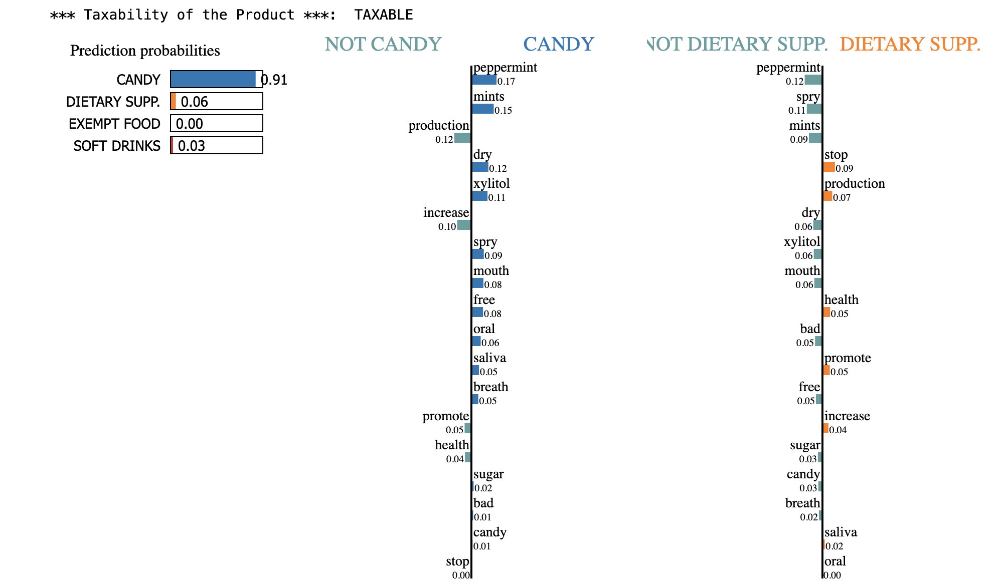 *** Taxability of the Product ***: TAXABLE
Prediction probabilities
CANDY 0.91
DIETARY SUPP. 0.06
EXEMPT FOOD 0.00
SOFT DRINKS 0.03
NOT CANDY CANDY
peppermint
0.17
mints
0.15
production
0.12
dry
0.12
xylitol
0.11
increase
0.10
spry
0.09
mouth
0.08
free
0.08
oral
0.06
saliva
0.05
breath
0.05
promote
0.05
health
0.04
sugar
0.02
bad
0.01
candy
0.01
stop
0.00
NOT DIETARY SUPP. DIETARY SUPP.
peppermint
0.12
spry
0.11
mints
0.09
stop
0.09
production
0.07
dry
0.06
xylitol
0.06
mouth
0.06
health
0.05
bad
0.05
promote
0.05
free
0.05
increase
0.04
sugar
0.03
candy
0.03
breath
0.02
saliva
0.02
oral
0.00